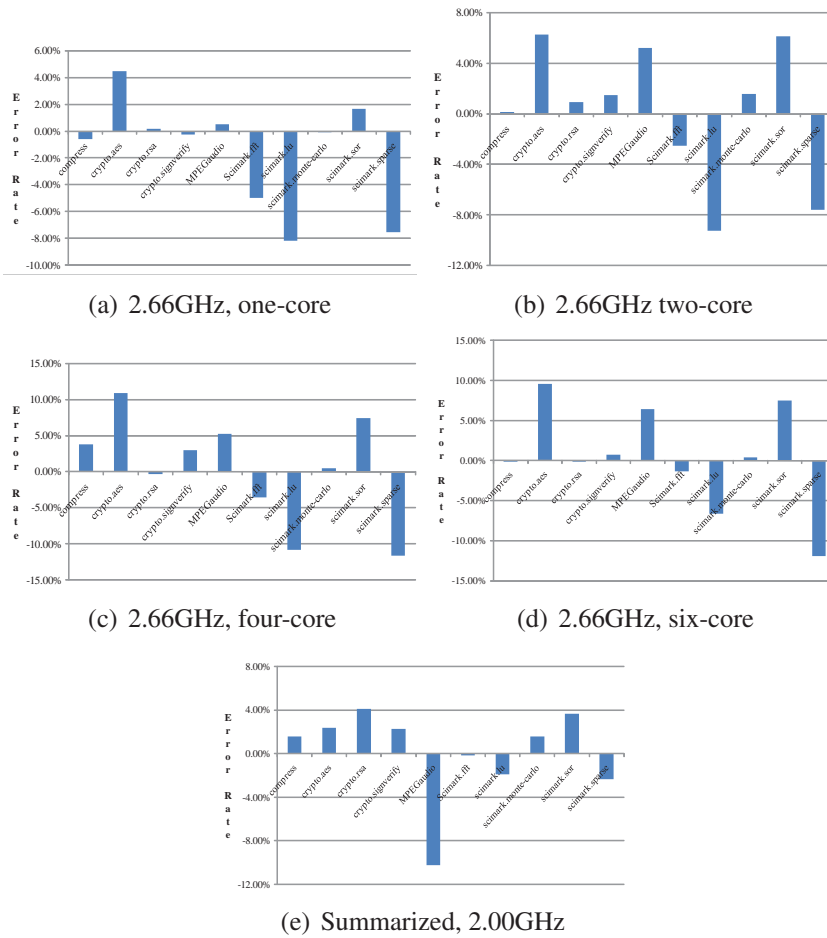 6.00%
4.00%
2.00%
0.00%
-2.00%
-4.00%
-6.00%
-8.00%
-10.00%
Error Rate
compress
crypto.aes
crypto.rsa
crypto.signverify
MPEGaudio
Scimark.fft
scimark.lu
scimark.monte-carlo
scimark.sor
scimark.sparse
(a) 2.66GHz, one-core
8.00%
4.00%
0.00%
-4.00%
-8.00%
-12.00%
Error Rate
compress
crypto.aes
crypto.rsa
crypto.signverify
MPEGaudio
Scimark.fft
scimark.lu
scimark.monte-carlo
scimark.sor
scimark.sparse
(b) 2.66GHz two-core
15.00%
10.00%
5.00%
0.00%
-5.00%
-10.00%
-15.00%
Error Rate
compress
crypto.aes
crypto.rsa
crypto.signverify
MPEGaudio
Scimark.fft
scimark.lu
scimark.monte-carlo
scimark.sor
scimark.sparse
(c) 2.66GHz, four-core
15.00%
10.00%
5.00%
0.00%
-5.00%
-10.00%
-15.00%
Error Rate
compress
crypto.aes
crypto.rsa
crypto.signverify
MPEGaudio
Scimark.fft
scimark.lu
scimark.monte-carlo
scimark.sor
scimark.sparse
(d) 2.66GHz, six-core
8.00%
4.00%
0.00%
-4.00%
-8.00%
-12.00%
Error Rate
compress
crypto.aes
crypto.rsa
crypto.signverify
MPEGaudio
Scimark.fft
scimark.lu
scimark.monte-carlo
scimark.sor
scimark.sparse
(e) Summarized, 2.00GHz